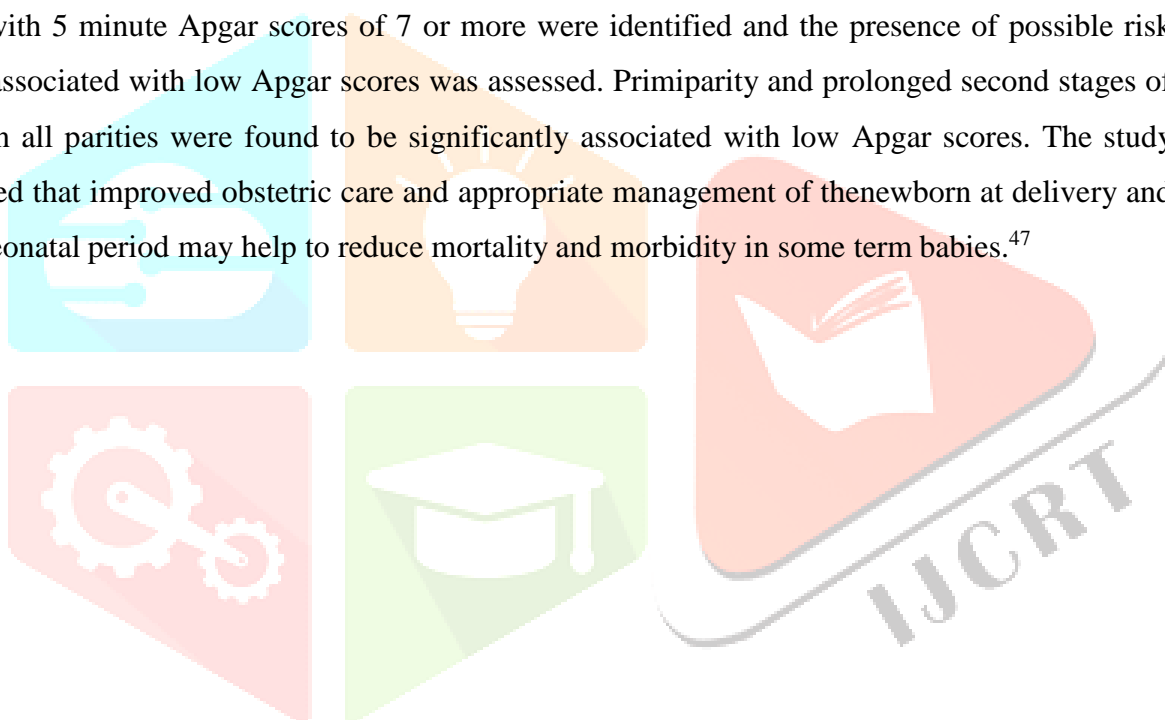 with 5 minute Apgar scores of 7 or more were identified and the presence of possible risk
associated with low Apgar scores was assessed. Primiparity and prolonged second stages of
all parities were found to be significantly associated with low Apgar scores. The study
that improved obstetric care and appropriate management of thenewborn at delivery and
period may help to reduce mortality and morbidity in some term babies.47
IJCRT